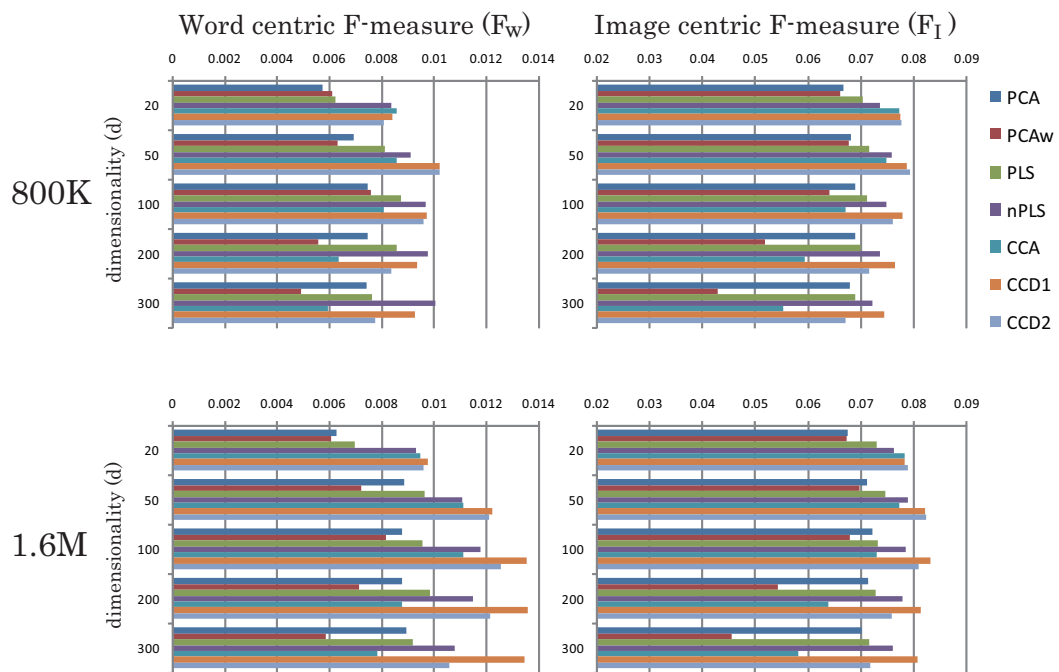 Word centric F-measure (Fw)
Image centric F-measure (FI )
0 0.002 0.004 0.006 0.008 0.01 0.012 0.014
0.02 0.03 0.04 0.05 0.06 0.07 0.08 0.09
800K
dimensionality (d)
20
50
100
200
300
20
50
100
200
300
PCA
PCAw
PLS
nPLS
CCA
CCD1
CCD2
0 0.002 0.004 0.006 0.008 0.01 0.012 0.014
0.02 0.03 0.04 0.05 0.06 0.07 0.08 0.09
1.6M
dimensionality (d)
20
50
100
200
300
20
50
100
200
300